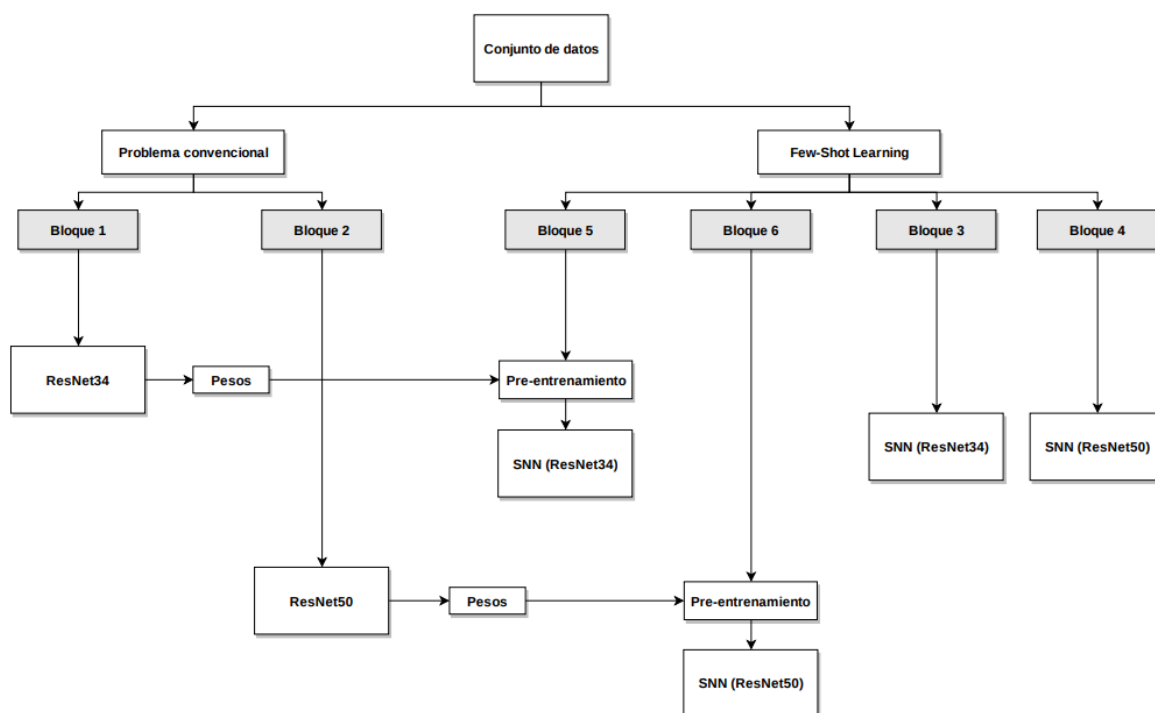 Conjunto de datos
Problema convencional
Few-Shot Learning
Bloque 1
Bloque 2
Bloque 5
Bloque 6
Bloque 3
Bloque 4
ResNet34
Pesos
Pre-entrenamiento
SNN (ResNet34)
SNN (ResNet34)
SNN (ResNet50)
ResNet50
Pesos
Pre-entrenamiento
SNN (ResNet50)